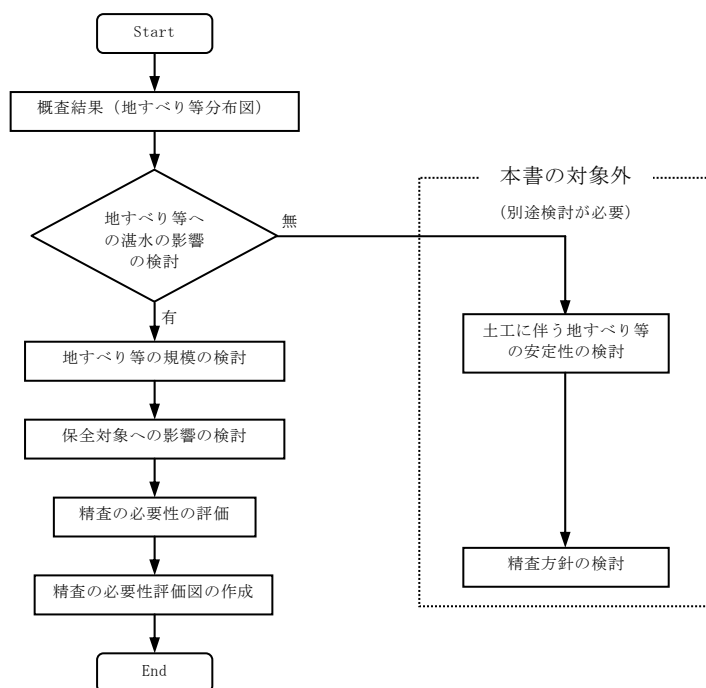 Start
概査結果（地すべり等分布図）
地すべり等へ
の湛水の影響
の検討
無
有
地すべり等の規模の検討
保全対象への影響の検討
精査の必要性の評価
精査の必要性評価図の作成
End
本書の対象外
（別途検討が必要）
土工に伴う地すべり等
の安定性の検討
精査方針の検討